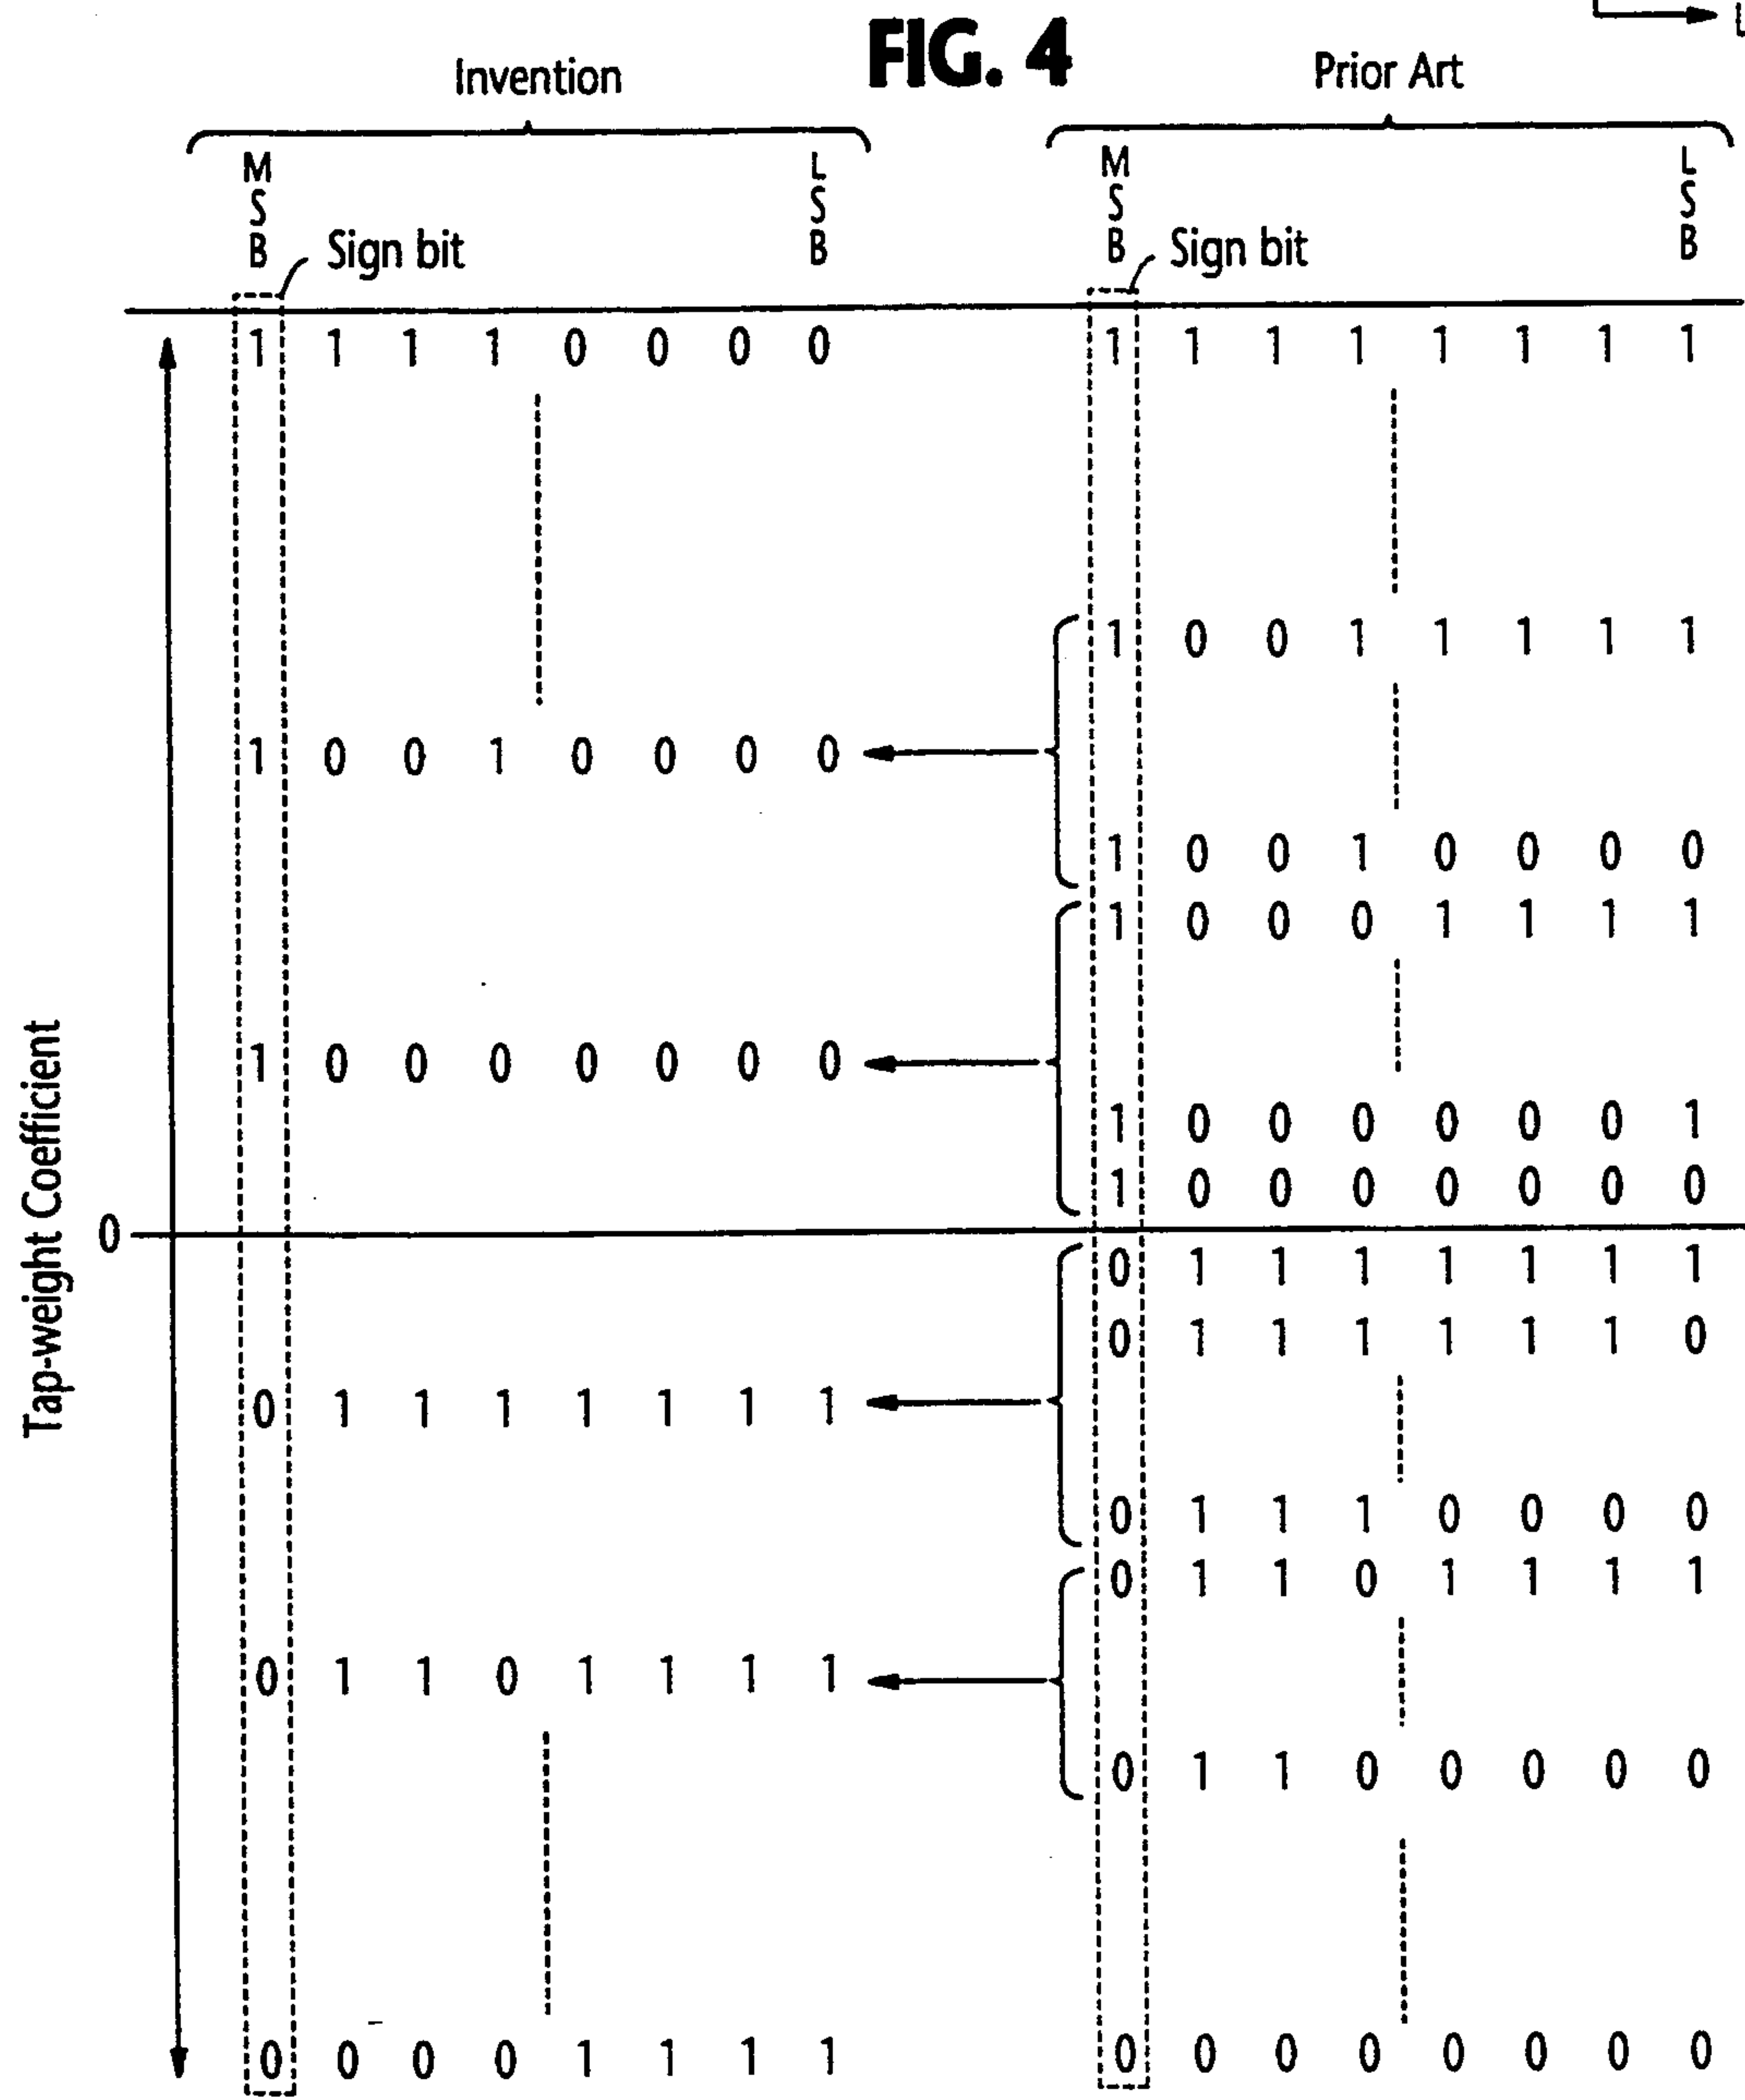 FIG. 4
Invention
Prior Art
MSB
LSB
MSB
LSB
Sign bit
Sign bit
1 1 1 1 0 0 0 0
1 1 1 1 1 1 1 1
1 0 0 1 1 1 1 1
1 0 0 1 0 0 0 0
1 0 0 1 0 0 0 0
1 0 0 0 1 1 1 1
1 0 0 0 0 0 0 0
1 0 0 0 0 0 0 1
1 0 0 0 0 0 0 0
Tap-weight Coefficient
0
0 1 1 1 1 1 1 1
0 1 1 1 1 1 1 0
0 1 1 1 1 1 1 1
0 1 1 1 0 0 0 0
0 1 1 0 1 1 1 1
0 1 1 0 1 1 1 1
0 1 1 0 0 0 0 0
0 0 0 0 1 1 1 1
0 0 0 0 0 0 0 0